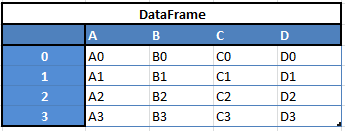 DataFrame
A B C D
0 A0 B0 C0 D0
1 A1 B1 C1 D1
2 A2 B2 C2 D2
3 A3 B3 C3 D3